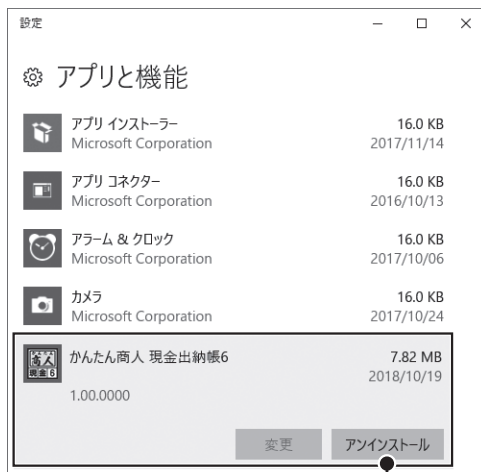 設定
アプリと機能
アプリ インストーラー 16.0 KB
Microsoft Corporation 2017/11/14
アプリ コネクター 16.0 KB
Microsoft Corporation 2016/10/13
アラーム & クロック 16.0 KB
Microsoft Corporation 2017/10/06
カメラ 16.0 KB
Microsoft Corporation 2017/10/24
商人
現金6
かんたん商人 現金出納帳6 7.82 MB
2018/10/19
1.00.0000
変更 アンインストール